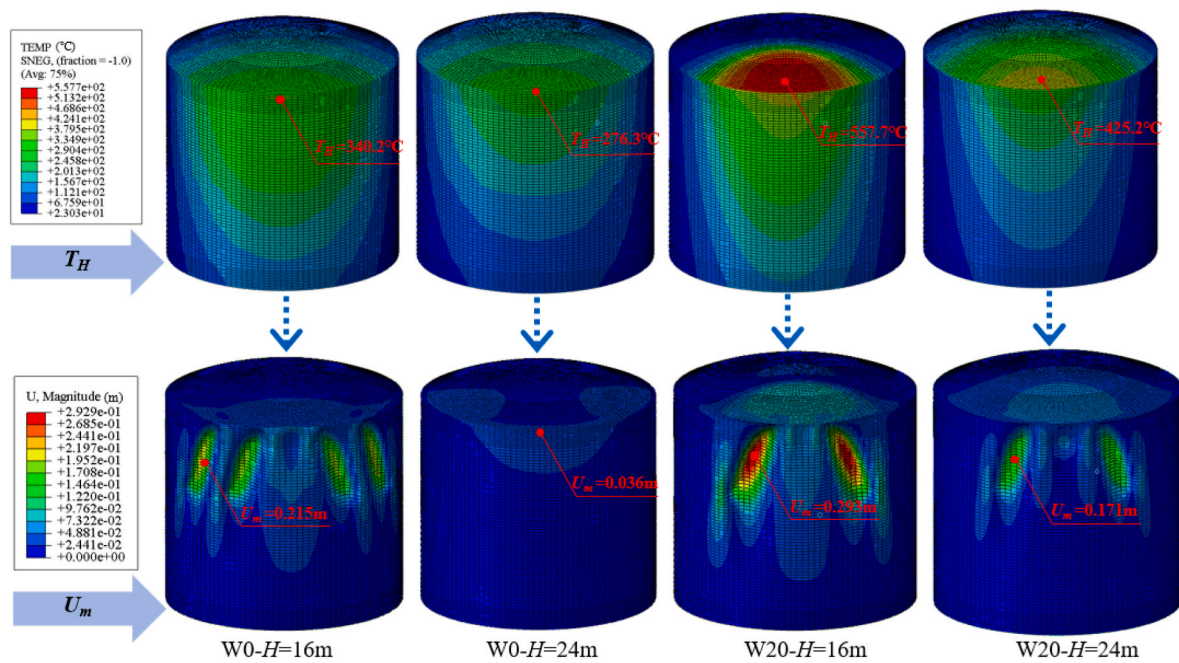 TEMP (℃)
SNEG, (fraction = -1.0)
(Avg: 75%)
+5.577e+02
+5.132e+02
+4.686e+02
+4.241e+02
+3.795e+02
+3.349e+02
+2.904e+02
+2.458e+02
+2.013e+02
+1.567e+02
+1.121e+02
+6.759e+01
+2.303e+01
T_H=340.2℃
T_H=276.3℃
T_H=557.7℃
T_H=425.2℃
T_H
U, Magnitude (m)
+2.929e-01
+2.685e-01
+2.441e-01
+2.197e-01
+1.952e-01
+1.708e-01
+1.464e-01
+1.220e-01
+9.762e-02
+7.322e-02
+4.881e-02
+2.441e-02
+0.000e+00
U_m=0.215m
U_m=0.036m
U_m=0.293m
U_m=0.171m
U_m
W0-H=16m
W0-H=24m
W20-H=16m
W20-H=24m